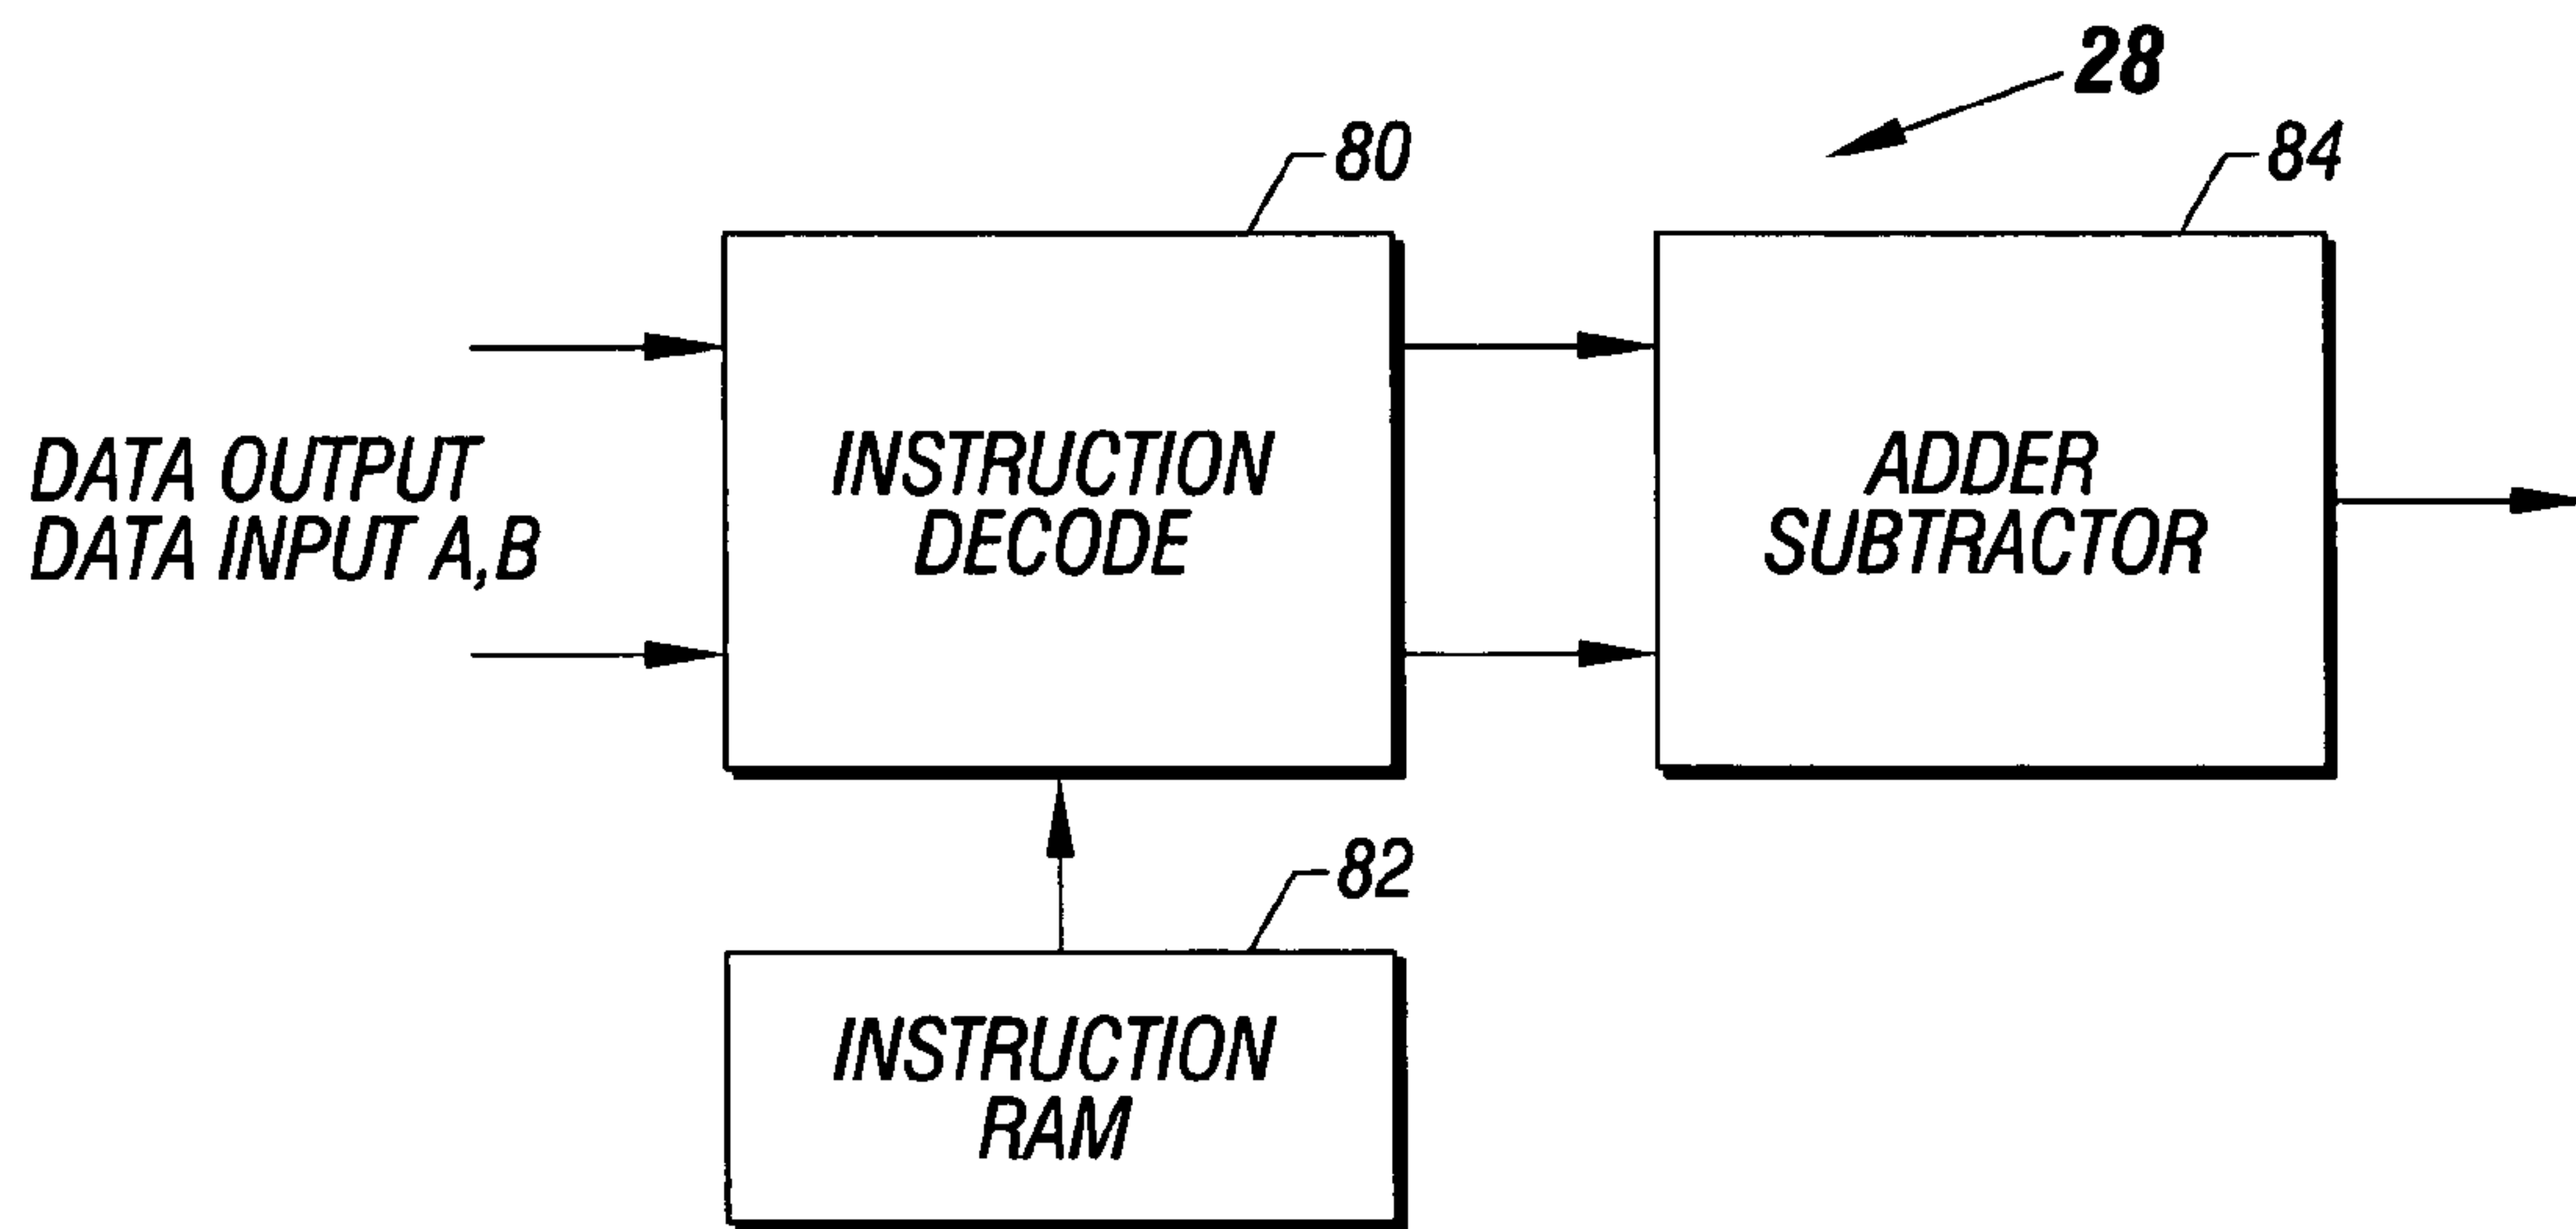 28
80
84
DATA OUTPUT
DATA INPUT A,B
INSTRUCTION
DECODE
ADDER
SUBTRACTOR
82
INSTRUCTION
RAM